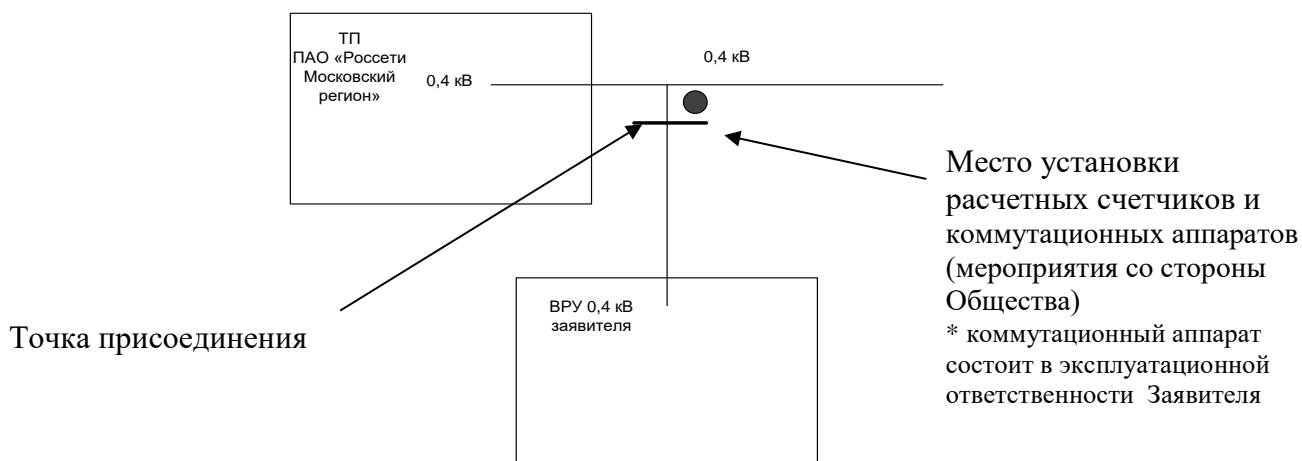 ТП
ПАО «Россети
Московский
регион»
0,4 кВ
0,4 кВ
Место установки
расчетных счетчиков и
коммутационных аппаратов
(мероприятия со стороны
Общества)
* коммутационный аппарат
состоит в эксплуатационной
ответственности Заявителя
Точка присоединения
ВРУ 0,4 кВ
заявителя